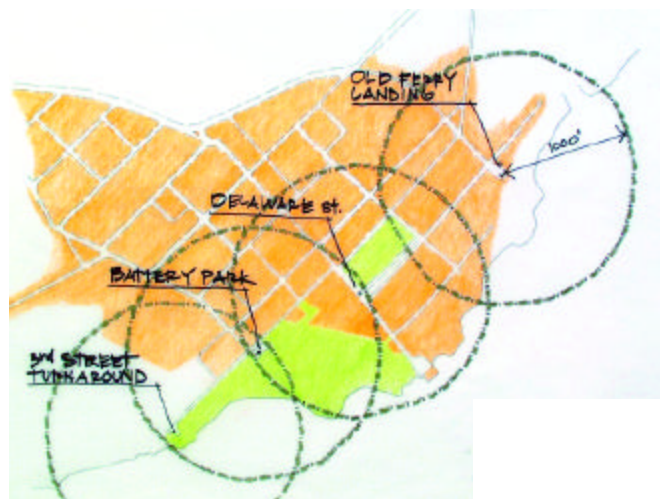 OLD FERRY
LANDING
1000'
DELAWARE St.
BATTERY PARK
3rd STREET
TURNAROUND